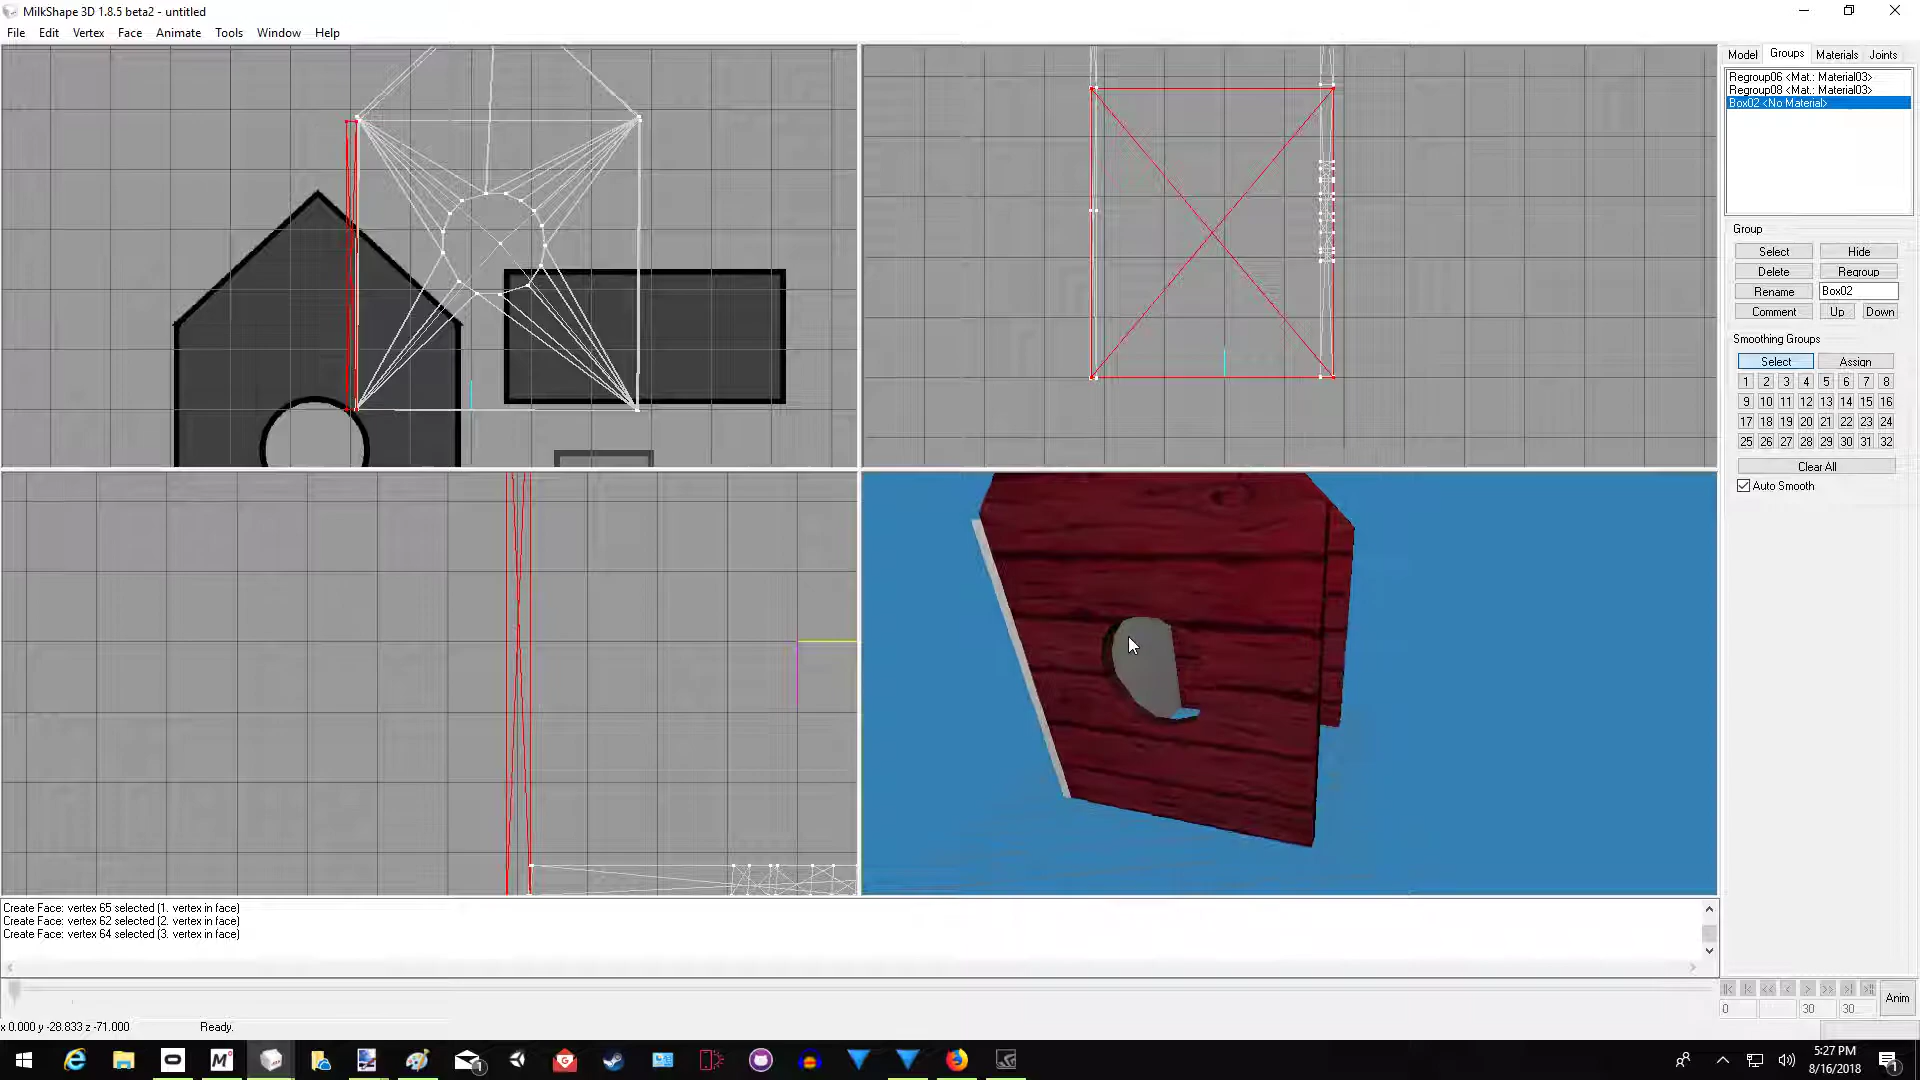 MilkShape 3D 1.8.5 beta2 - untitled
File Edit Vertex Face Animate Tools Window Help
Model Groups Materials Joints
Regroup06 <Mat.: Material03>
Regroup08 <Mat.: Material03>
Box02 <No Material>
Group
Select Hide
Delete Regroup
Rename Box02
Comment Up Down
Smoothing Groups
Select Assign
1 2 3 4 5 6 7 8
9 10 11 12 13 14 15 16
17 18 19 20 21 22 23 24
25 26 27 28 29 30 31 32
Clear All
Auto Smooth
Create Face: vertex 65 selected (1. vertex in face)
Create Face: vertex 62 selected (2. vertex in face)
Create Face: vertex 64 selected (3. vertex in face)
Anim
0 30 30
x 0.000 y -28.833 z -71.000 Ready.
5:27 PM
8/16/2018